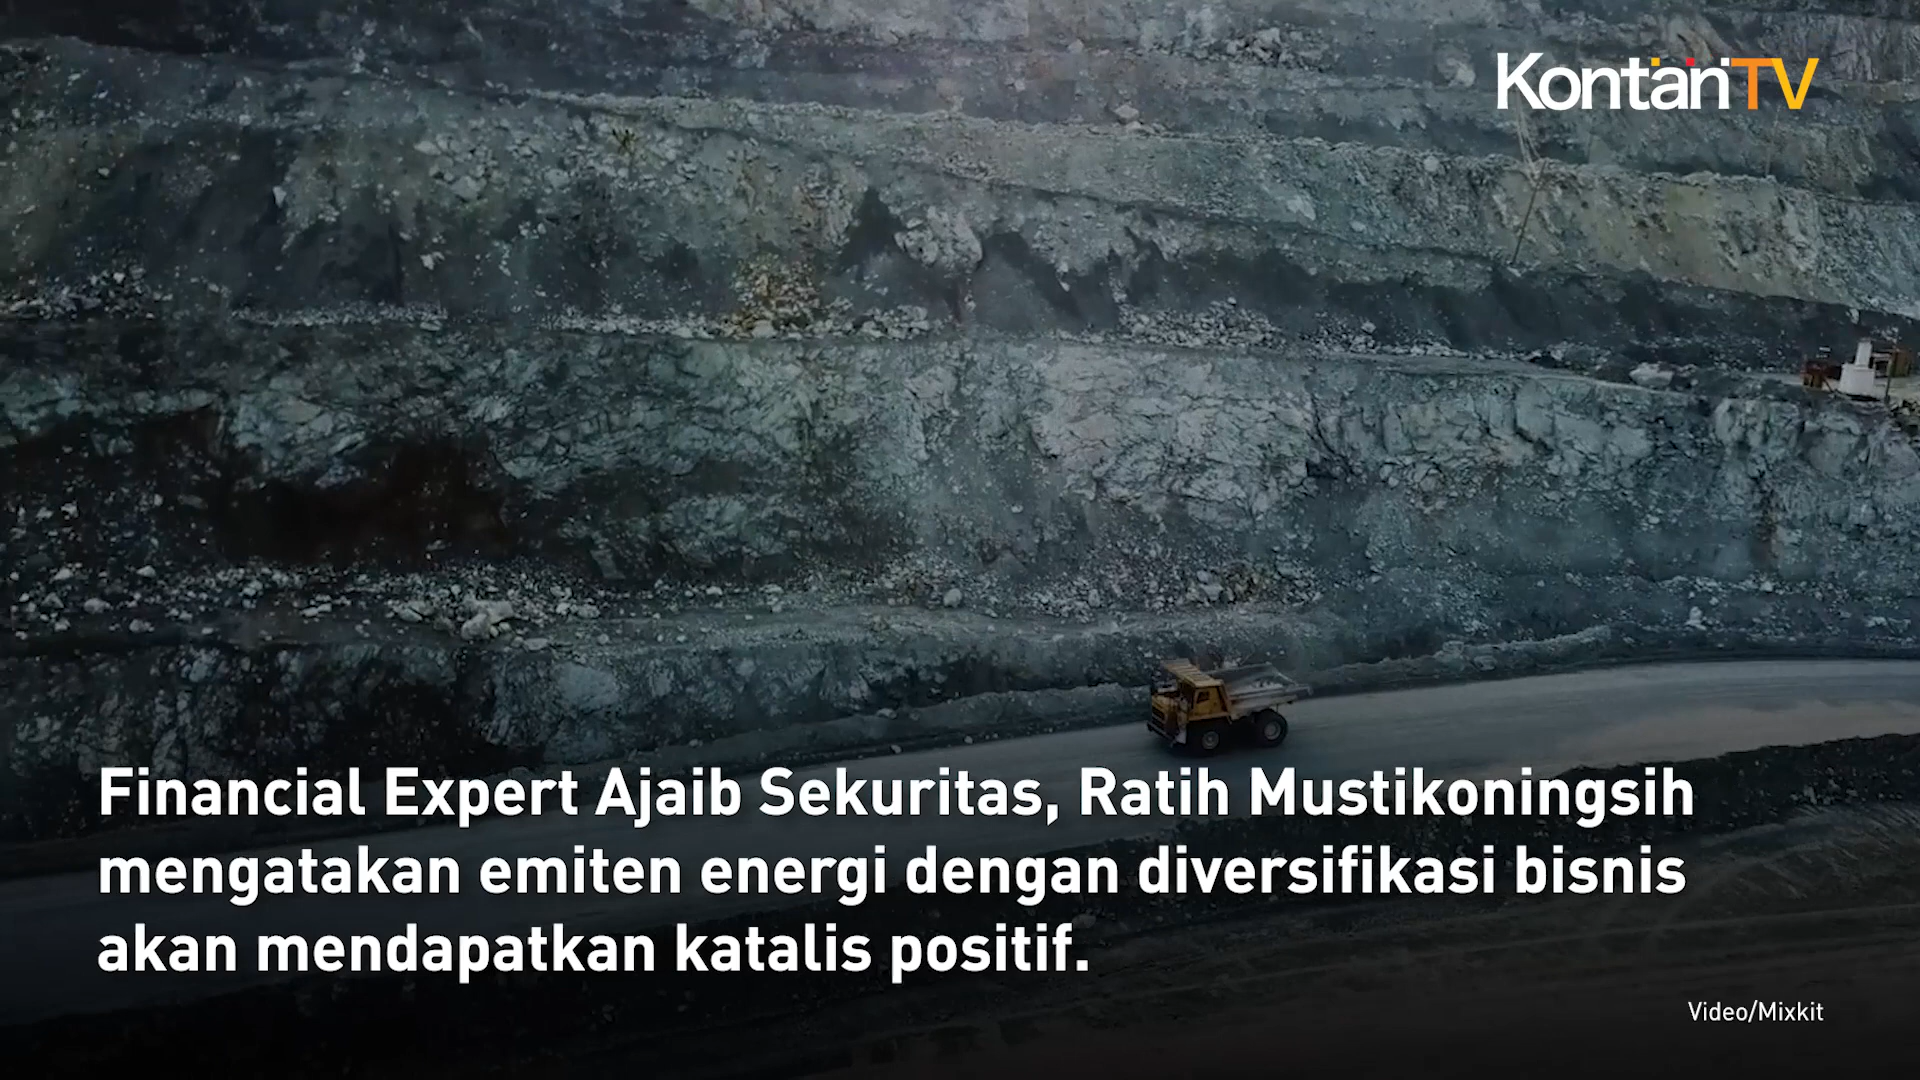 KontanTV
Financial Expert Ajaib Sekuritas, Ratih Mustikoningsih
mengatakan emiten energi dengan diversifikasi bisnis
akan mendapatkan katalis positif.
Video/Mixkit